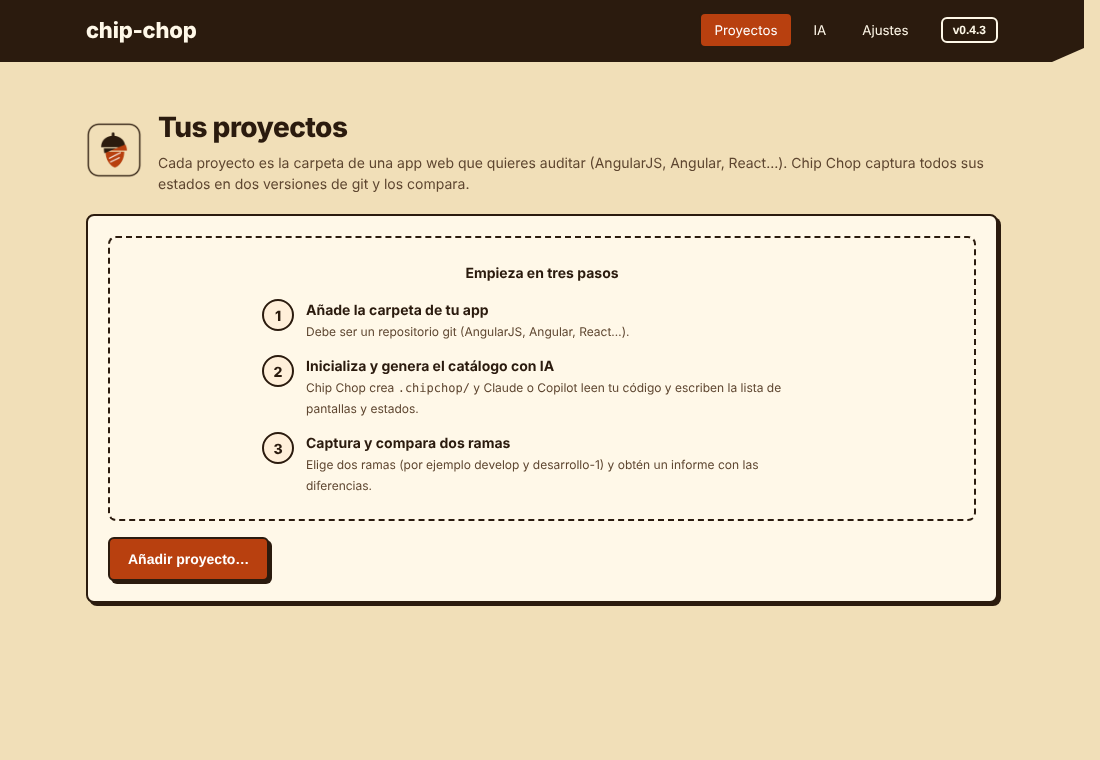 chip-chop
Proyectos
IA
Ajustes
v0.4.3
Tus proyectos
Cada proyecto es la carpeta de una app web que quieres auditar (AngularJS, Angular, React...). Chip Chop captura todos sus
estados en dos versiones de git y los compara.
Empieza en tres pasos
1
Añade la carpeta de tu app
Debe ser un repositorio git (AngularJS, Angular, React...).
2
Inicializa y genera el catálogo con IA
Chip Chop crea .chipchop/ y Claude o Copilot leen tu código y escriben la lista de
pantallas y estados.
3
Captura y compara dos ramas
Elige dos ramas (por ejemplo develop y desarrollo-1) y obtén un informe con las
diferencias.
Añadir proyecto...